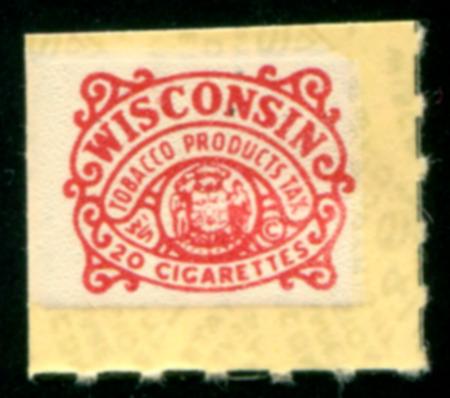 WISCONSIN
TOBACCO PRODUCTS TAX
©
20 CIGARETTES